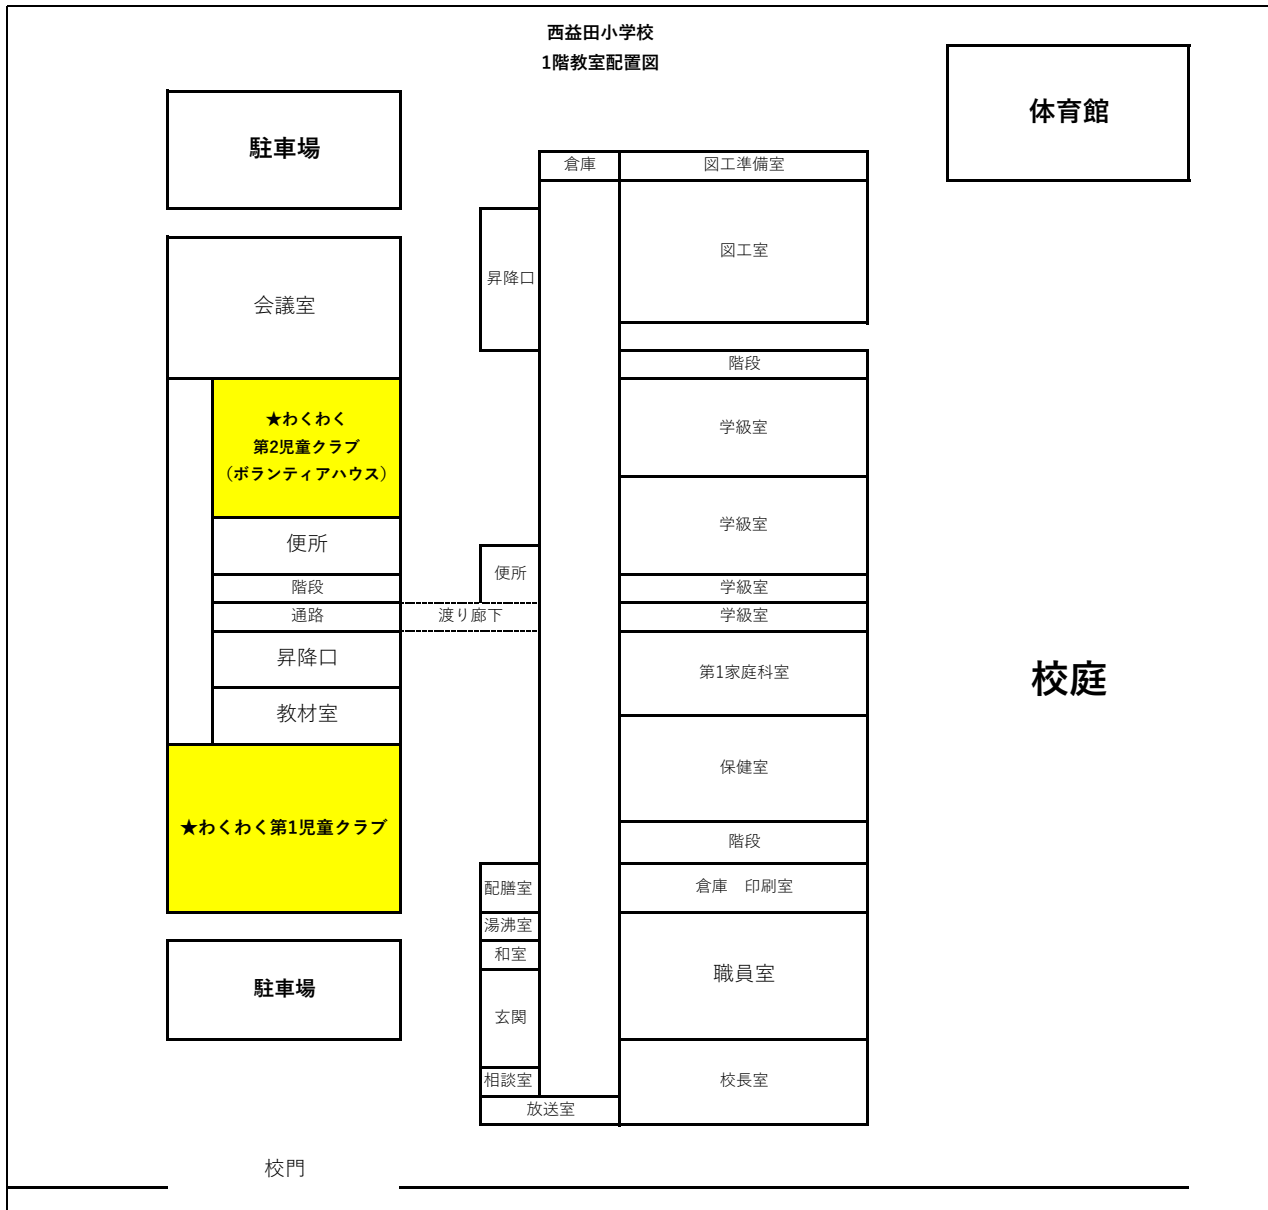 西益田小学校
1階教室配置図
体育館
駐車場
倉庫
図工準備室
昇降口
図工室
会議室
階段
★わくわく
第2児童クラブ
（ボランティアハウス）
学級室
学級室
便所
便所
階段
学級室
通路
渡り廊下
学級室
昇降口
第1家庭科室
校庭
教材室
保健室
★わくわく第1児童クラブ
階段
配膳室
倉庫　印刷室
湯沸室
和室
職員室
駐車場
玄関
相談室
校長室
放送室
校門